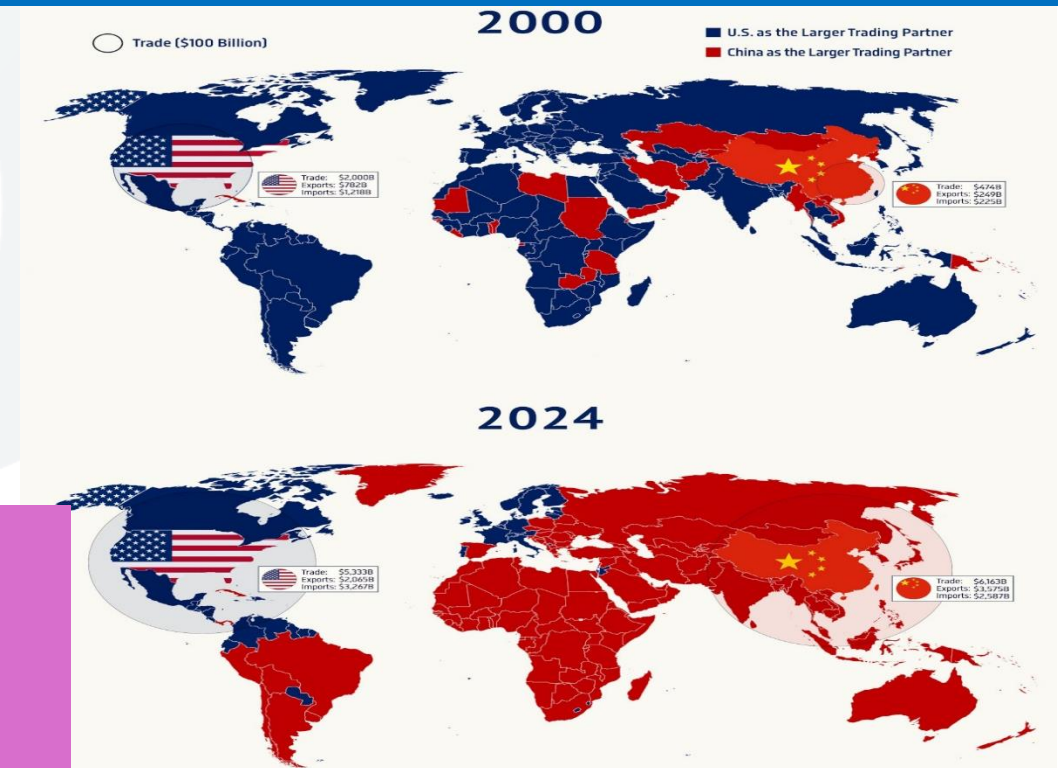 2000
Trade ($100 Billion)
U.S. as the Larger Trading Partner
China as the Larger Trading Partner
Trade: $2,000B
Exports: $782B
Imports: $1,218B
Trade: $474B
Exports: $249B
Imports: $225B
2024
Trade: $5,333B
Exports: $2,065B
Imports: $3,267B
Trade: $6,163B
Exports: $3,575B
Imports: $2,587B